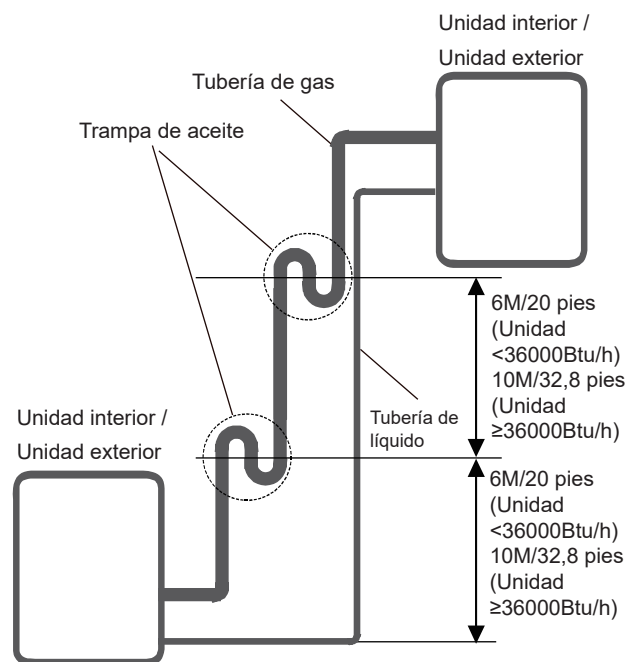 Unidad interior /
Unidad exterior
Tubería de gas
Trampa de aceite
6M/20 pies
(Unidad
<36000Btu/h)
10M/32,8 pies
(Unidad
≥36000Btu/h)
Tubería de
líquido
Unidad interior /
Unidad exterior
6M/20 pies
(Unidad
<36000Btu/h)
10M/32,8 pies
(Unidad
≥36000Btu/h)